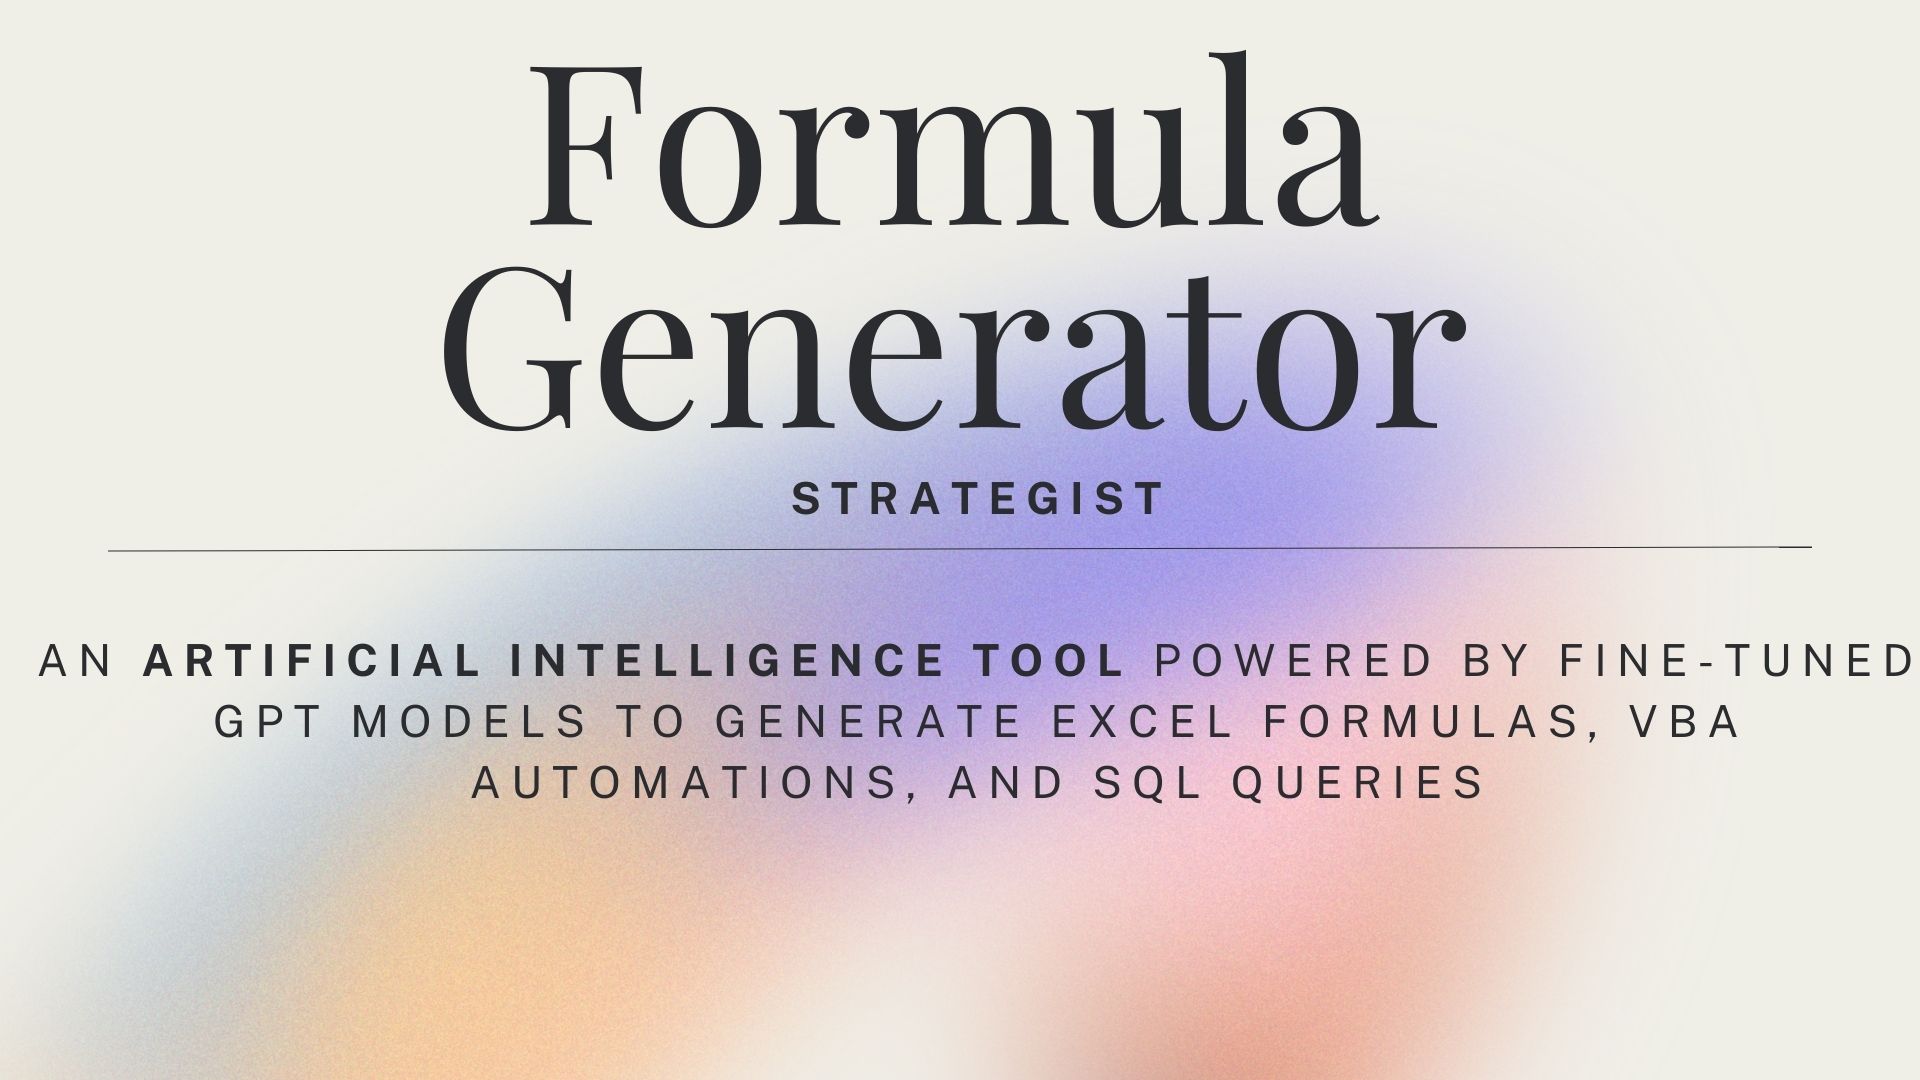 Formula
Generator
STRATEGIST
AN ARTIFICIAL INTELLIGENCE TOOL POWERED BY FINE-TUNED
GPT MODELS TO GENERATE EXCEL FORMULAS, VBA
AUTOMATIONS, AND SQL QUERIES